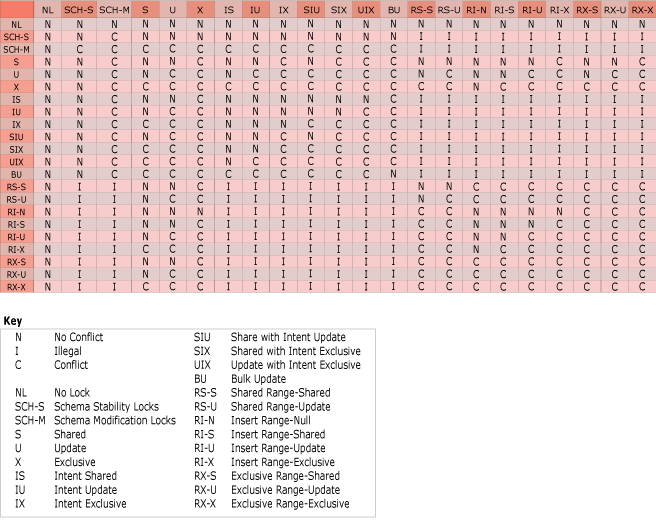 NL SCH-S SCH-M S U X IS IU IX SIU SIX UIX BU RS-S RS-U RI-N RI-S RI-U RI-X RX-S RX-U RX-X
NL N N N N N N N N N N N N N N N N N N N N N N
SCH-S N N C N N N N N N N N N N I I I I I I I I I
SCH-M N C C C C C C C C C C C C I I I I I I I I I
S N N C N N C N N C N C C C N N N N N C N N C
U N N C N C C N C C C C C C N C N N C C N C C
X N N C C C C C C C C C C C C C N C C C C C C
IS N N C N N C N N N N N N C I I I I I I I I I
IU N N C N C C N N N N N C C I I I I I I I I I
IX N N C C C C N N N C C C C I I I I I I I I I
SIU N N C N C C N N C N C C C I I I I I I I I I
SIX N N C C C C N N C C C C C I I I I I I I I I
UIX N N C C C C N C C C C C C I I I I I I I I I
BU N N C C C C C C C C C C N I I I I I I I I I
RS-S N I I N N C I I I I I I I N N C C C C C C C
RS-U N I I N C C I I I I I I I N C C C C C C C C
RI-N N I I N N N I I I I I I I C C N N N N C C C
RI-S N I I N N C I I I I I I I C C N N N C C C C
RI-U N I I N C C I I I I I I I C C N N C C C C C
RI-X N I I C C C I I I I I I I C C N C C C C C C
RX-S N I I N N C I I I I I I I C C C C C C C C C
RX-U N I I N C C I I I I I I I C C C C C C C C C
RX-X N I I C C C I I I I I I I C C C C C C C C C
Key
N No Conflict SIU Share with Intent Update
I Illegal SIX Shared with Intent Exclusive
C Conflict UIX Update with Intent Exclusive
BU Bulk Update
NL No Lock RS-S Shared Range-Shared
SCH-S Schema Stability Locks RS-U Shared Range-Update
SCH-M Schema Modification Locks RI-N Insert Range-Null
S Shared RI-S Insert Range-Shared
U Update RI-U Insert Range-Update
X Exclusive RI-X Insert Range-Exclusive
IS Intent Shared RX-S Exclusive Range-Shared
IU Intent Update RX-U Exclusive Range-Update
IX Intent Exclusive RX-X Exclusive Range-Exclusive